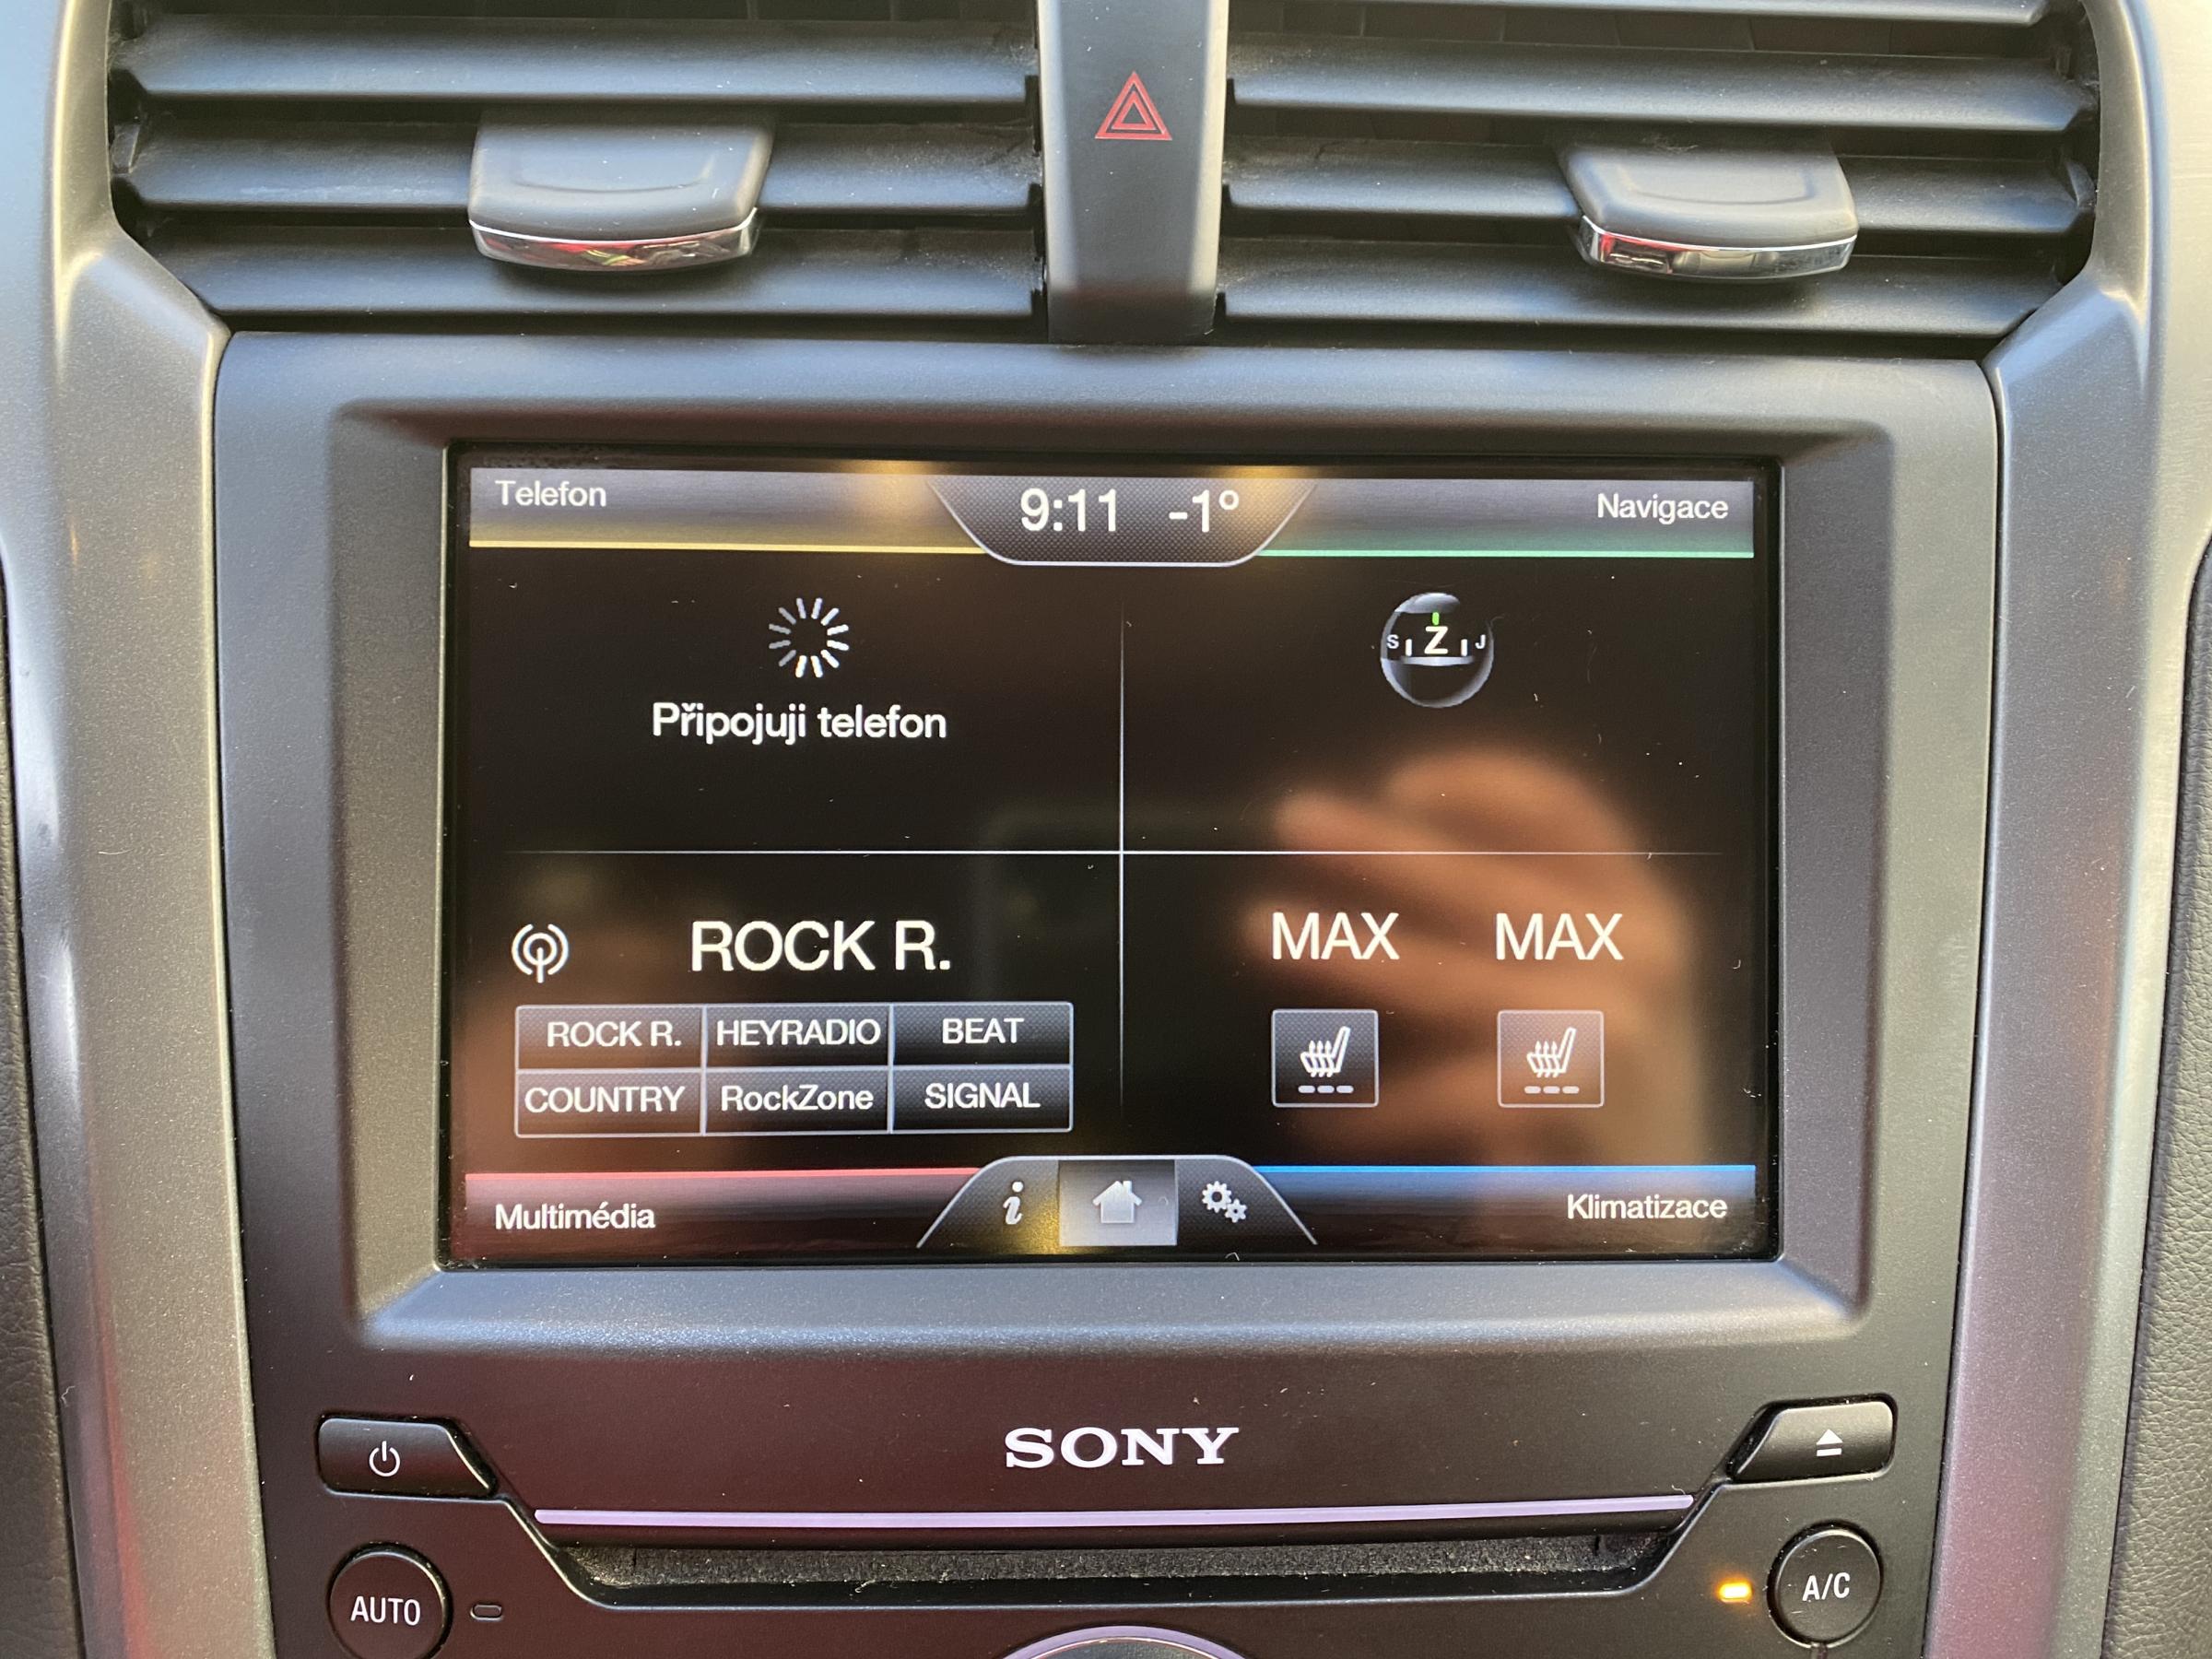 Telefon
9:11 -1°
Navigace
S Z J
Připojuji telefon
ROCK R.
MAX MAX
ROCK R. HEYRADIO BEAT
COUNTRY RockZone SIGNAL
Multimédia
i
Klimatizace
SONY
AUTO
A/C